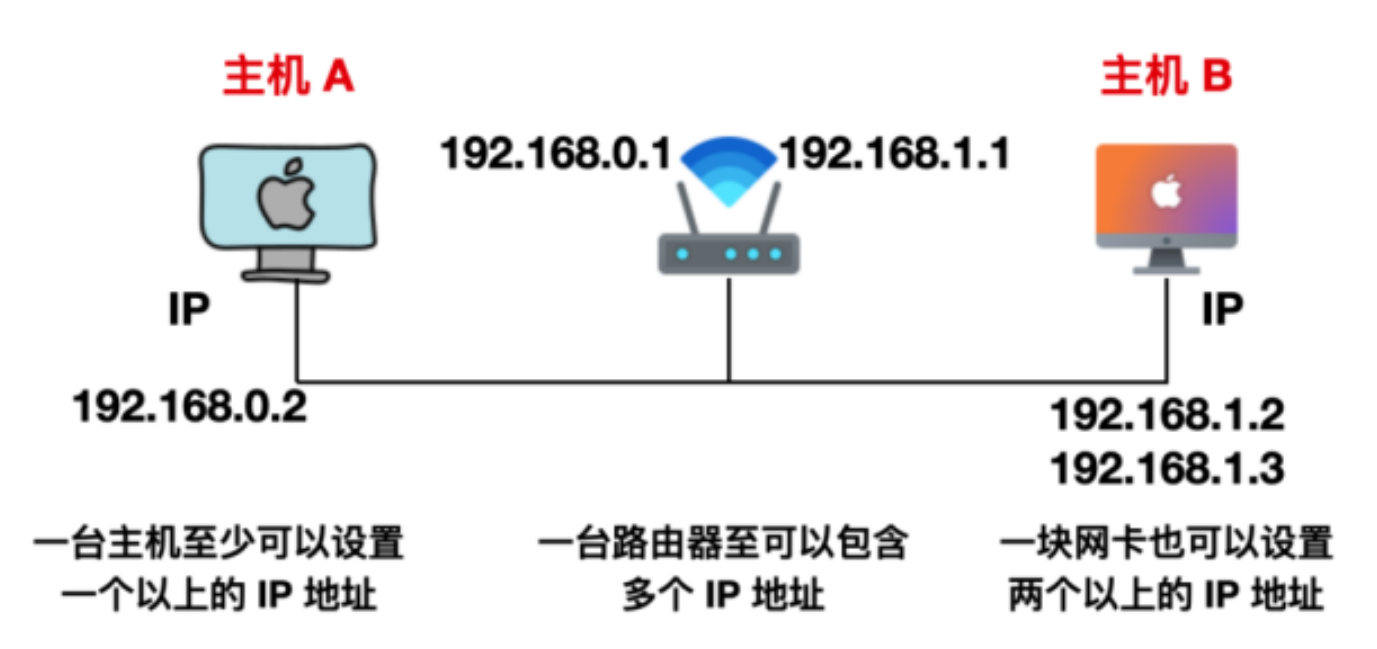 主机 A
主机 B
192.168.0.1
192.168.1.1
IP
IP
192.168.0.2
192.168.1.2
192.168.1.3
一台主机至少可以设置
一个以上的 IP 地址
一台路由器至可以包含
多个 IP 地址
一块网卡也可以设置
两个以上的 IP 地址